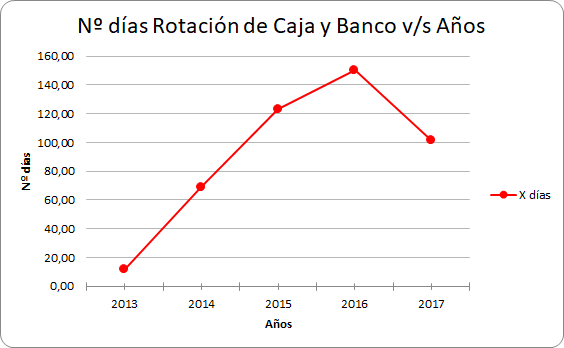 Nº días Rotación de Caja y Banco v/s Años
160,00
140,00
120,00
100,00
80,00
60,00
40,00
20,00
0,00
Nº días
2013 2014 2015 2016 2017
Años
X días